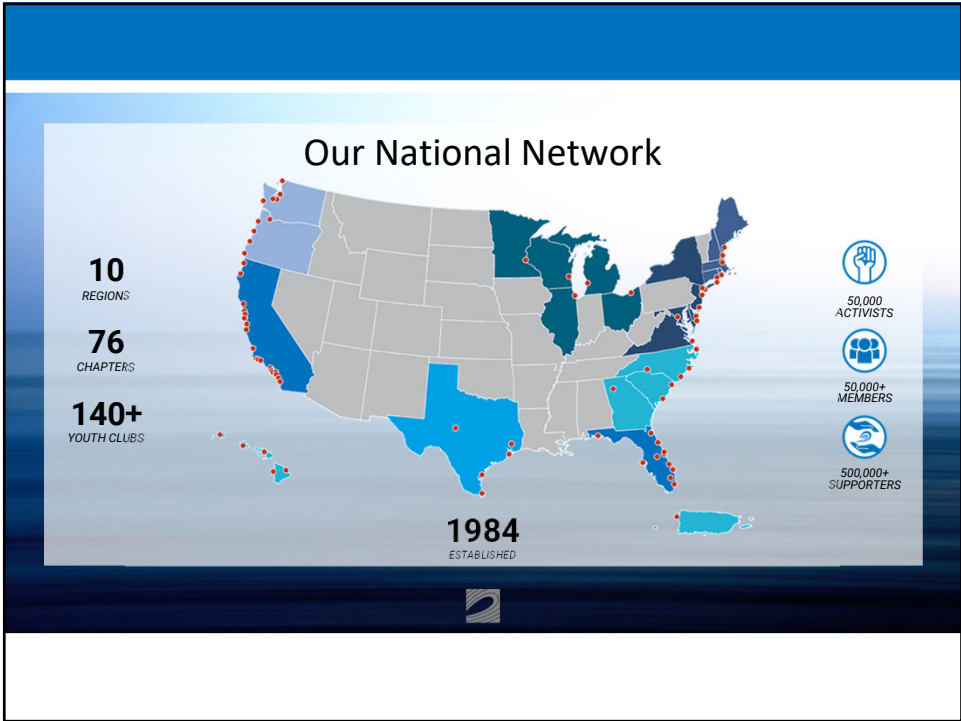 Our National Network
10
REGIONS
76
CHAPTERS
140+
YOUTH CLUBS
1984
ESTABLISHED
50,000
ACTIVISTS
50,000+
MEMBERS
500,000+
SUPPORTERS